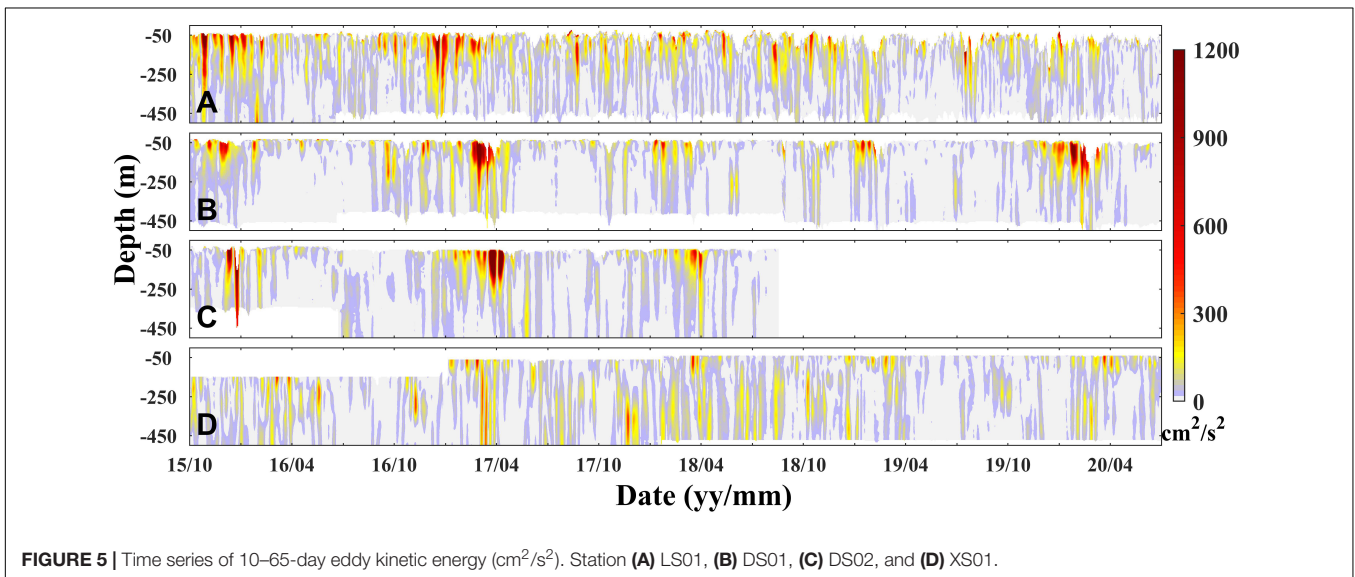 -50
-250
-450
A
-50
-250
-450
B
-50
-250
-450
C
-50
-250
-450
D
Depth (m)
15/10 16/04 16/10 17/04 17/10 18/04 18/10 19/04 19/10 20/04
Date (yy/mm)
1200
900
600
300
0
cm²/s²
FIGURE 5 | Time series of 10–65-day eddy kinetic energy (cm²/s²). Station (A) LS01, (B) DS01, (C) DS02, and (D) XS01.